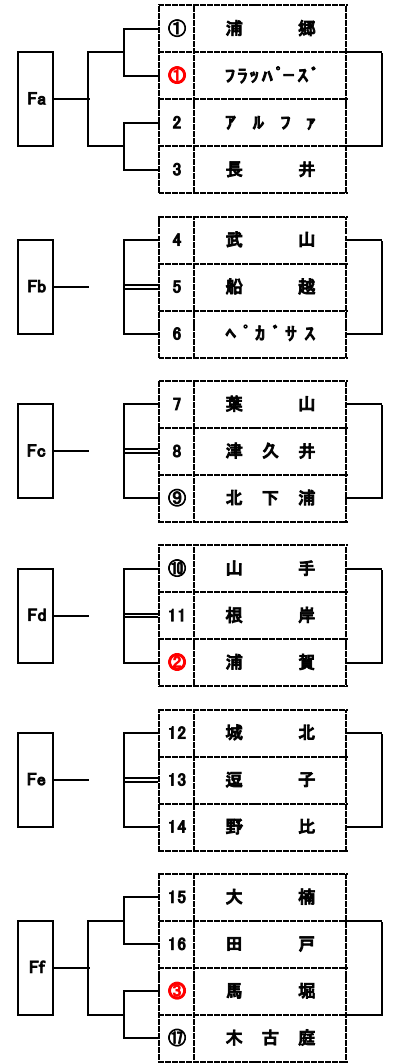 ① 浦 郷
① フラッパーズ
Fa
2 アルファ
3 長 井
4 武 山
Fb 5 船 越
6 ペガサス
7 葉 山
Fc 8 津 久 井
⑨ 北 下 浦
⑩ 山 手
Fd 11 根 岸
② 浦 賀
12 城 北
Fe 13 逗 子
14 野 比
15 大 楠
16 田 戸
Ff
③ 馬 堀
⑰ 木 古 庭